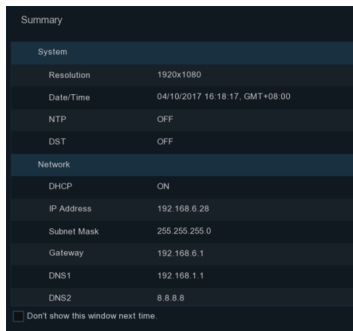 Summary
System
Resolution 1920x1080
Date/Time 04/10/2017 16:18:17, GMT+08:00
NTP OFF
DST OFF
Network
DHCP ON
IP Address 192.168.6.28
Subnet Mask 255.255.255.0
Gateway 192.168.6.1
DNS1 192.168.1.1
DNS2 8.8.8.8
Don't show this window next time.